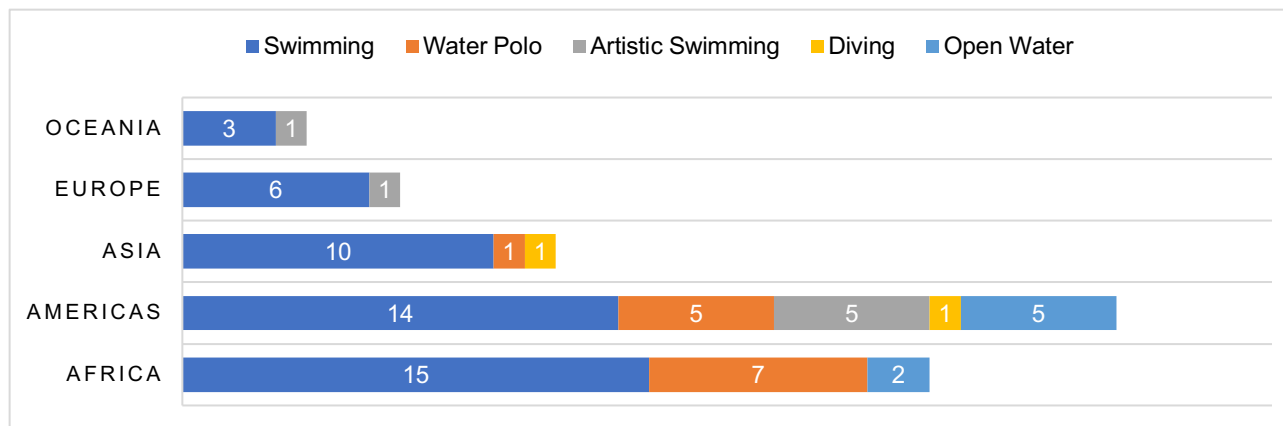 Swimming Water Polo Artistic Swimming Diving Open Water
OCEANIA 3 1
EUROPE 6 1
ASIA 10 1 1
AMERICAS 14 5 5 1 5
AFRICA 15 7 2